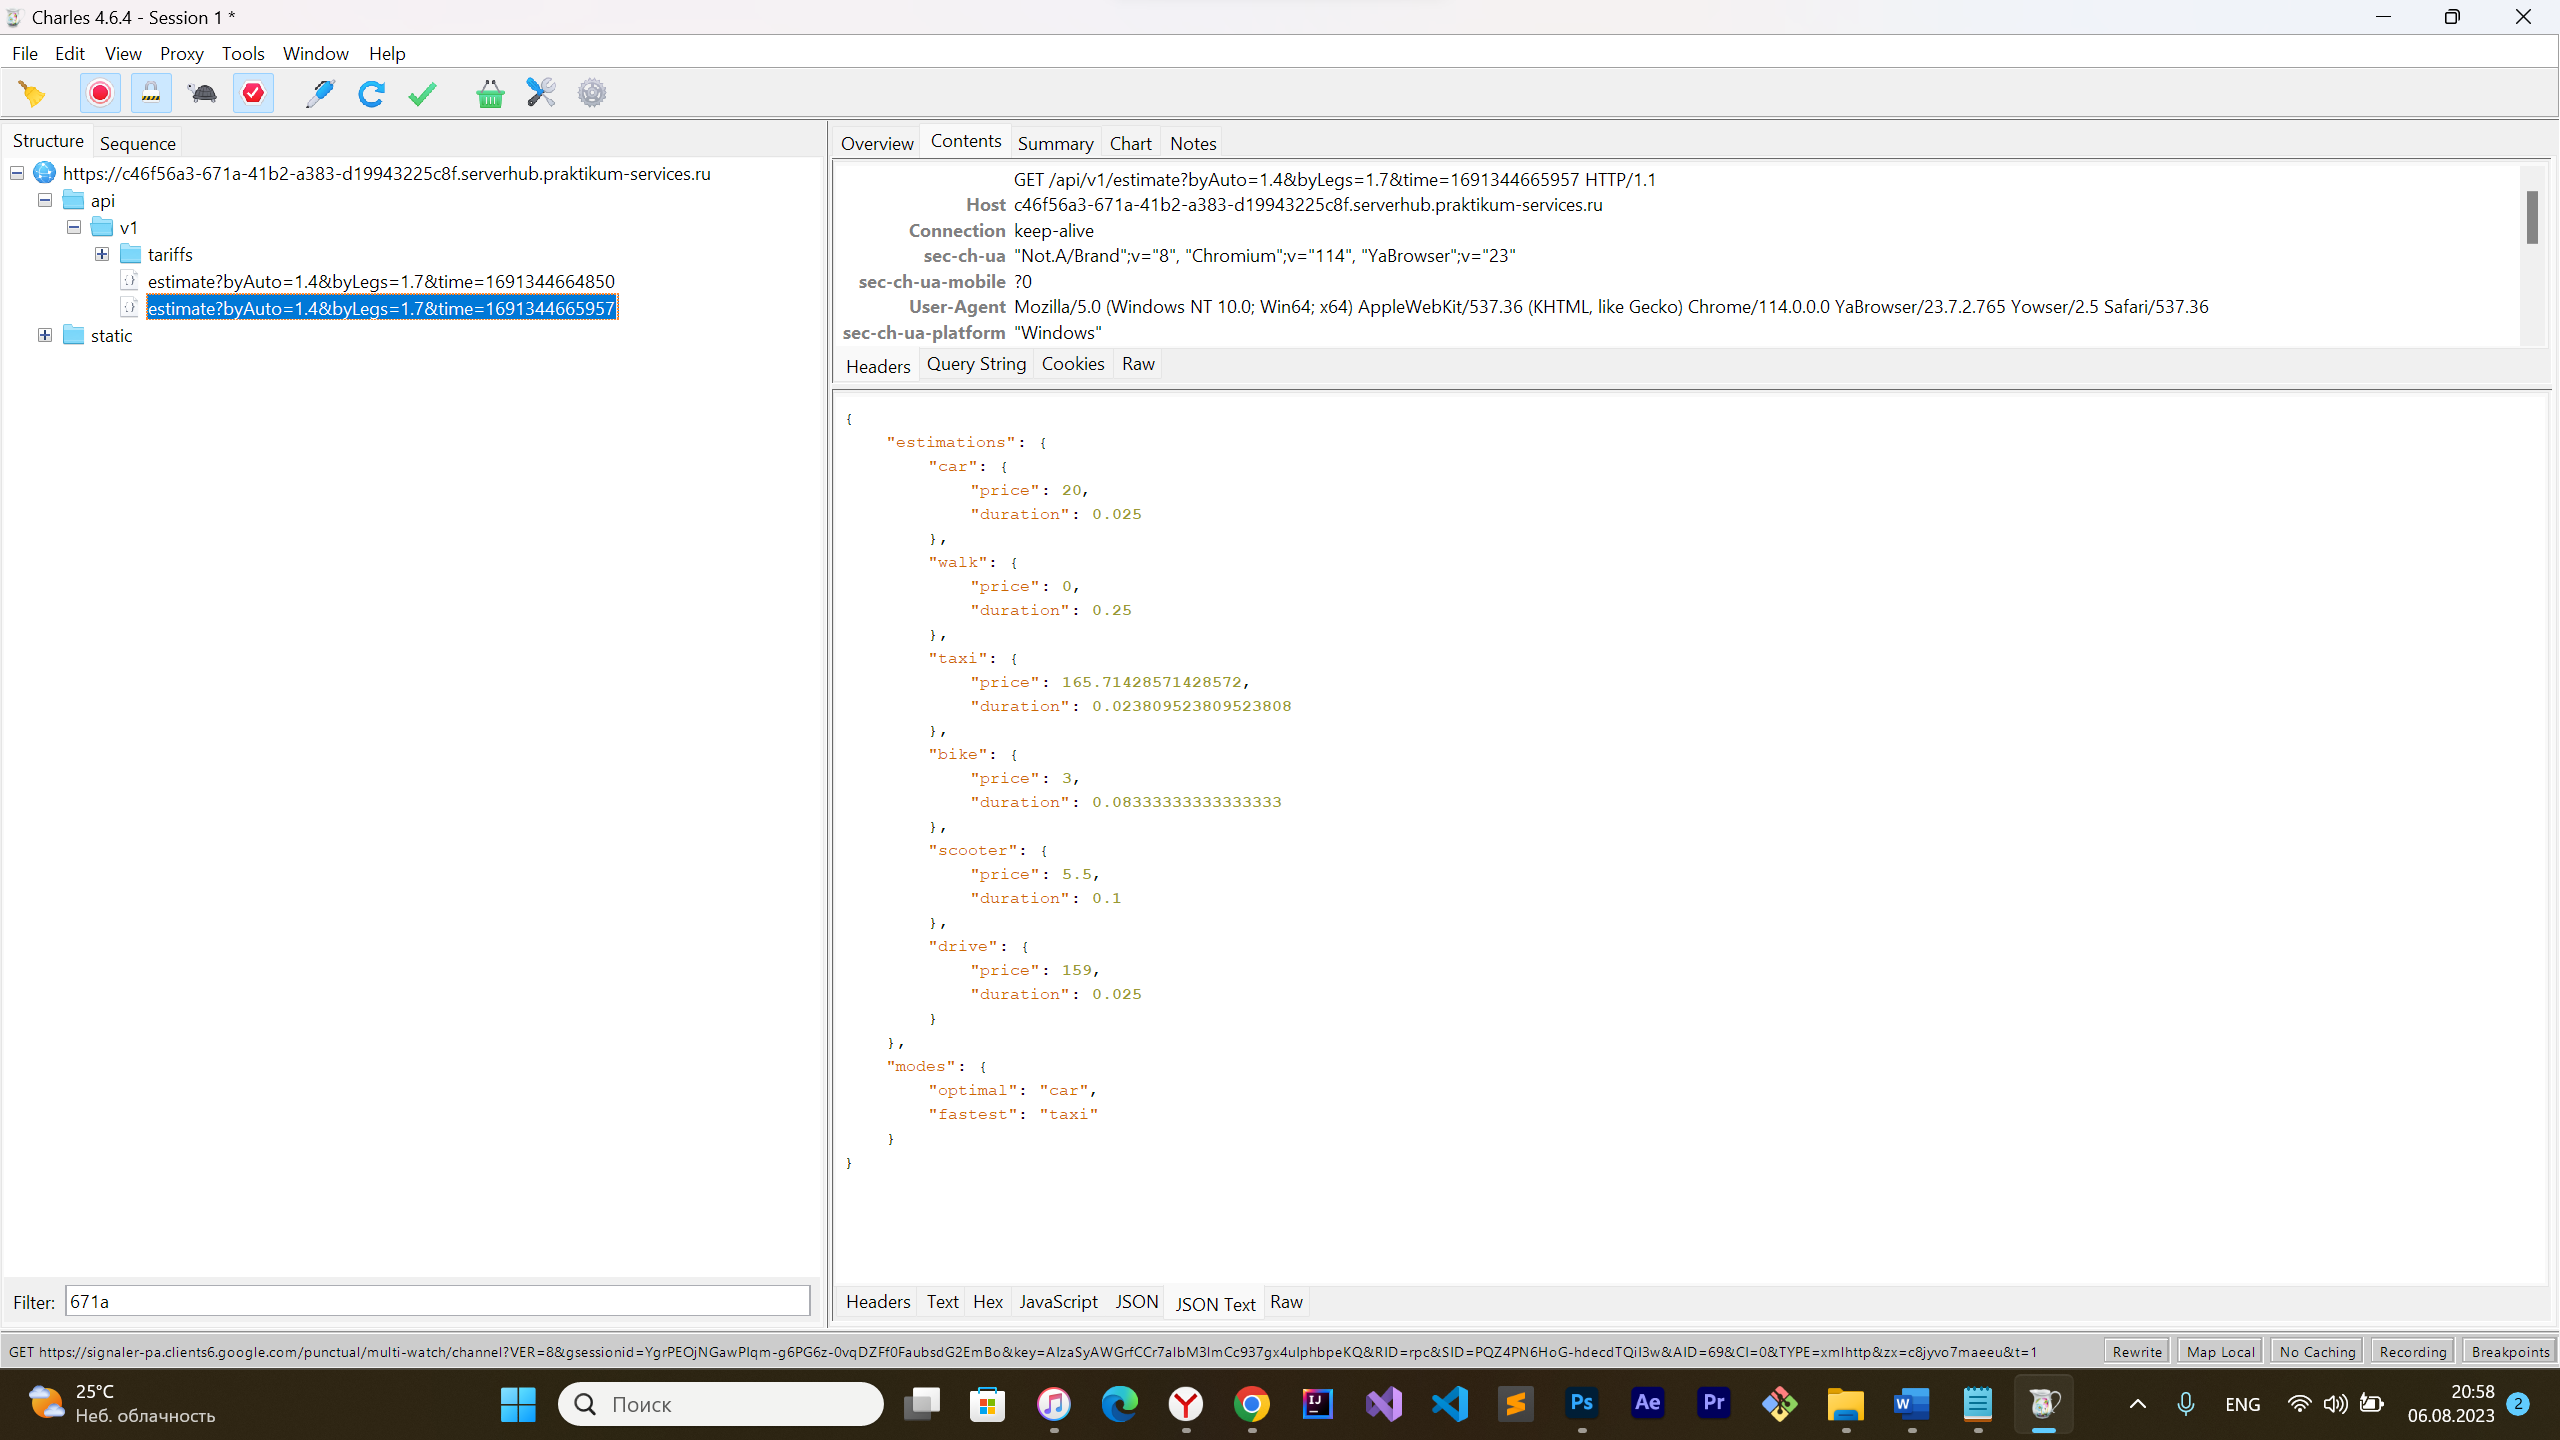 Charles 4.6.4 - Session 1 *
File Edit View Proxy Tools Window Help
Structure Sequence
https://c46f56a3-671a-41b2-a383-d19943225c8f.serverhub.praktikum-services.ru
api
v1
tariffs
estimate?byAuto=1.4&byLegs=1.7&time=1691344664850
estimate?byAuto=1.4&byLegs=1.7&time=1691344665957
static
Filter: 671a
Overview Contents Summary Chart Notes
GET /api/v1/estimate?byAuto=1.4&byLegs=1.7&time=1691344665957 HTTP/1.1
Host c46f56a3-671a-41b2-a383-d19943225c8f.serverhub.praktikum-services.ru
Connection keep-alive
sec-ch-ua "Not.A/Brand";v="8", "Chromium";v="114", "YaBrowser";v="23"
sec-ch-ua-mobile ?0
User-Agent Mozilla/5.0 (Windows NT 10.0; Win64; x64) AppleWebKit/537.36 (KHTML, like Gecko) Chrome/114.0.0.0 YaBrowser/23.7.2.765 Yowser/2.5 Safari/537.36
sec-ch-ua-platform "Windows"
Headers Query String Cookies Raw
{
"estimations": {
"car": {
"price": 20,
"duration": 0.025
},
"walk": {
"price": 0,
"duration": 0.25
},
"taxi": {
"price": 165.71428571428572,
"duration": 0.023809523809523808
},
"bike": {
"price": 3,
"duration": 0.08333333333333333
},
"scooter": {
"price": 5.5,
"duration": 0.1
},
"drive": {
"price": 159,
"duration": 0.025
}
},
"modes": {
"optimal": "car",
"fastest": "taxi"
}
}
Headers Text Hex JavaScript JSON JSON Text Raw
GET https://signaler-pa.clients6.google.com/punctual/multi-watch/channel?VER=8&gsessionid=YgrPEOjNGawPlqm-g6PG6z-0vqDZFf0FaubsdG2EmBo&key=AIzaSyAWGrfCCr7albM3lmCc937gx4uIphbpeKQ&RID=rpc&SID=PQZ4PN6HoG-hdecdTQiI3w&AID=69&CI=0&TYPE=xmlhttp&zx=c8jyvo7maeeu&t=1
Rewrite Map Local No Caching Recording Breakpoints
25°C
Неб. облачность
Поиск
IJ
Ps
Ae
Pr
W
ENG
20:58
06.08.2023
2